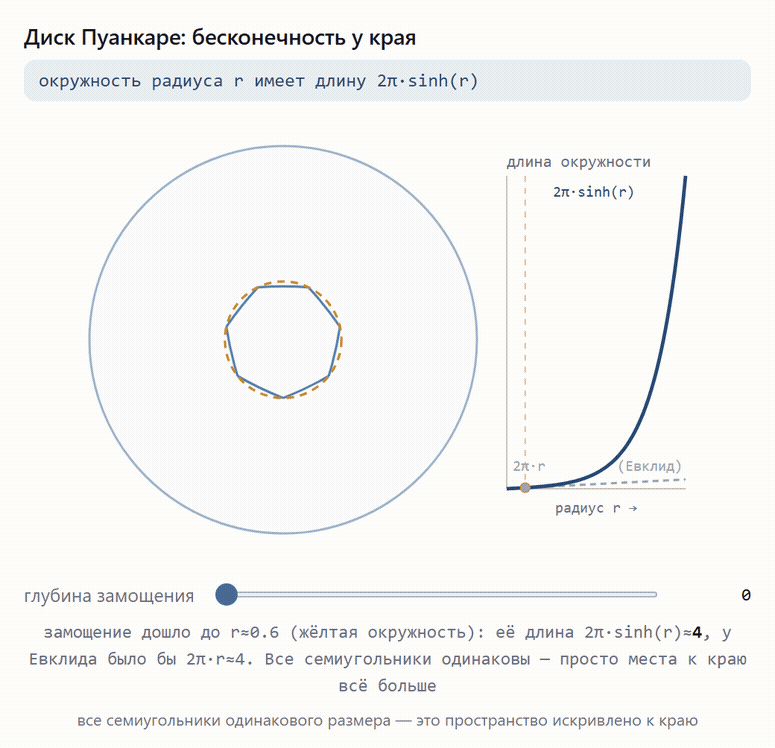 Диск Пуанкаре: бесконечность у края
окружность радиуса r имеет длину 2π·sinh(r)
длина окружности
2π·sinh(r)
2π·r
(Евклид)
радиус r →
глубина замощения
0
замощение дошло до r≈0.6 (жёлтая окружность): её длина 2π·sinh(r)≈4, у
Евклида было бы 2π·r≈4. Все семиугольники одинаковы — просто места к краю
всё больше
все семиугольники одинакового размера — это пространство искривлено к краю